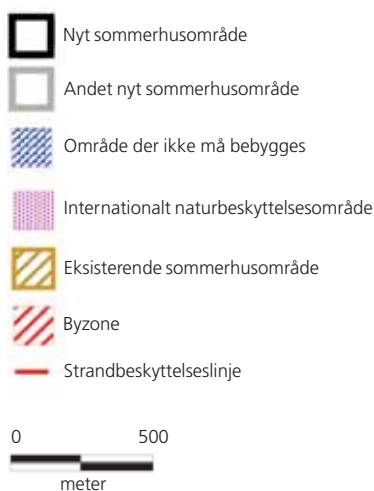 Nyt sommerhusområde
Andet nyt sommerhusområde
Område der ikke må bebygges
Internationalt naturbeskyttelsesområde
Eksisterende sommerhusområde
Byzone
Strandbeskyttelseslinje
0 500
meter